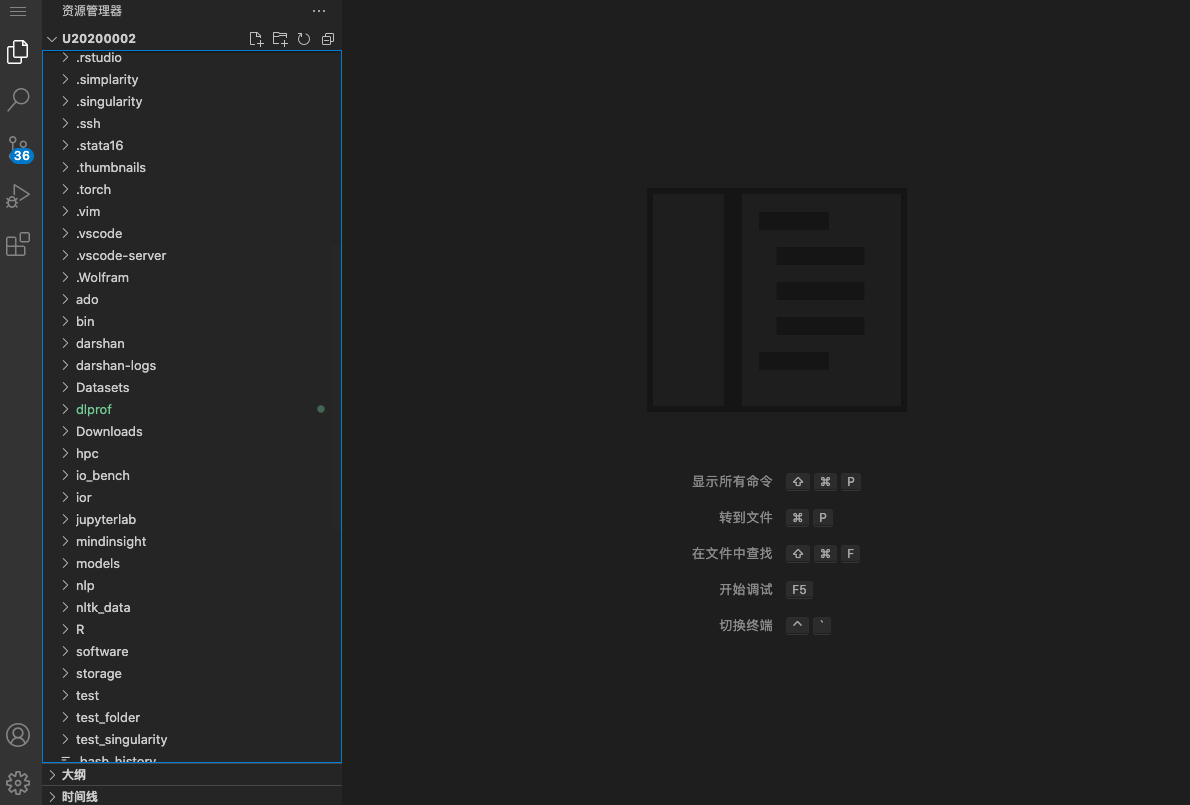 资源管理器
U20200002
.rstudio
.simplarity
.singularity
.ssh
.stata16
.thumbnails
.torch
.vim
.vscode
.vscode-server
.Wolfram
ado
bin
darshan
darshan-logs
Datasets
dlprof
Downloads
hpc
io_bench
ior
jupyterlab
mindinsight
models
nlp
nltk_data
R
software
storage
test
test_folder
test_singularity
.bash_history
大纲
时间线
36
显示所有命令 ⇧ ⌘ P
转到文件 ⌘ P
在文件中查找 ⇧ ⌘ F
开始调试 F5
切换终端 ^ `